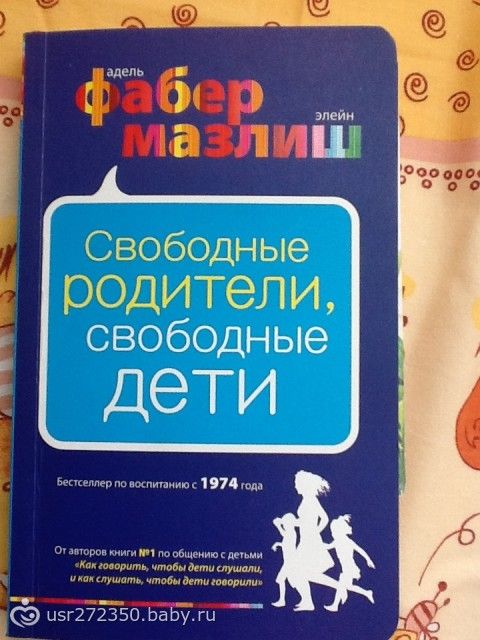 адель
фабер
элейн
мазлиш
Свободные
родители,
свободные
дети
Бестселлер по воспитанию с 1974 года
От авторов книги №1 по общению с детьми
«Как говорить, чтобы дети слушали,
и как слушать, чтобы дети говорили»
usr272350.baby.ru